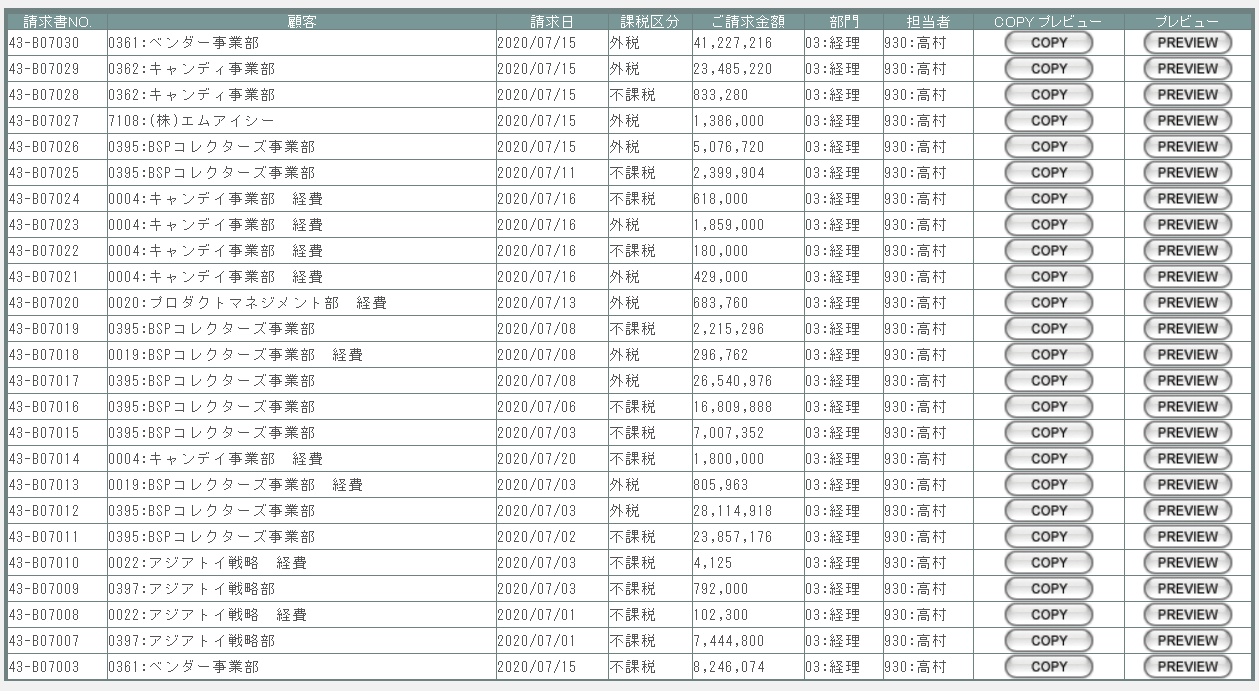 請求書NO. 顧客 請求日 課税区分 ご請求金額 部門 担当者 COPYプレビュー プレビュー
43-B07030 0361:ベンダー事業部 2020/07/15 外税 41,227,216 03:経理 930:高村 COPY PREVIEW
43-B07029 0362:キャンディ事業部 2020/07/15 外税 23,485,220 03:経理 930:高村 COPY PREVIEW
43-B07028 0362:キャンディ事業部 2020/07/15 不課税 833,280 03:経理 930:高村 COPY PREVIEW
43-B07027 7108:(株)エムアイシー 2020/07/15 外税 1,386,000 03:経理 930:高村 COPY PREVIEW
43-B07026 0395:BSPコレクターズ事業部 2020/07/15 外税 5,076,720 03:経理 930:高村 COPY PREVIEW
43-B07025 0395:BSPコレクターズ事業部 2020/07/11 不課税 2,399,904 03:経理 930:高村 COPY PREVIEW
43-B07024 0004:キャンデイ事業部　経費 2020/07/16 不課税 618,000 03:経理 930:高村 COPY PREVIEW
43-B07023 0004:キャンデイ事業部　経費 2020/07/16 外税 1,859,000 03:経理 930:高村 COPY PREVIEW
43-B07022 0004:キャンデイ事業部　経費 2020/07/16 不課税 180,000 03:経理 930:高村 COPY PREVIEW
43-B07021 0004:キャンデイ事業部　経費 2020/07/16 外税 429,000 03:経理 930:高村 COPY PREVIEW
43-B07020 0020:プロダクトマネジメント部　経費 2020/07/13 外税 683,760 03:経理 930:高村 COPY PREVIEW
43-B07019 0395:BSPコレクターズ事業部 2020/07/08 不課税 2,215,296 03:経理 930:高村 COPY PREVIEW
43-B07018 0019:BSPコレクターズ事業部　経費 2020/07/08 外税 296,762 03:経理 930:高村 COPY PREVIEW
43-B07017 0395:BSPコレクターズ事業部 2020/07/08 外税 26,540,976 03:経理 930:高村 COPY PREVIEW
43-B07016 0395:BSPコレクターズ事業部 2020/07/06 不課税 16,809,888 03:経理 930:高村 COPY PREVIEW
43-B07015 0395:BSPコレクターズ事業部 2020/07/03 不課税 7,007,352 03:経理 930:高村 COPY PREVIEW
43-B07014 0004:キャンデイ事業部　経費 2020/07/20 不課税 1,800,000 03:経理 930:高村 COPY PREVIEW
43-B07013 0019:BSPコレクターズ事業部　経費 2020/07/03 外税 805,963 03:経理 930:高村 COPY PREVIEW
43-B07012 0395:BSPコレクターズ事業部 2020/07/03 外税 28,114,918 03:経理 930:高村 COPY PREVIEW
43-B07011 0395:BSPコレクターズ事業部 2020/07/02 不課税 23,857,176 03:経理 930:高村 COPY PREVIEW
43-B07010 0022:アジアトイ戦略　経費 2020/07/03 不課税 4,125 03:経理 930:高村 COPY PREVIEW
43-B07009 0397:アジアトイ戦略部 2020/07/03 不課税 792,000 03:経理 930:高村 COPY PREVIEW
43-B07008 0022:アジアトイ戦略　経費 2020/07/01 不課税 102,300 03:経理 930:高村 COPY PREVIEW
43-B07007 0397:アジアトイ戦略部 2020/07/01 不課税 7,444,800 03:経理 930:高村 COPY PREVIEW
43-B07003 0361:ベンダー事業部 2020/07/15 不課税 8,246,074 03:経理 930:高村 COPY PREVIEW